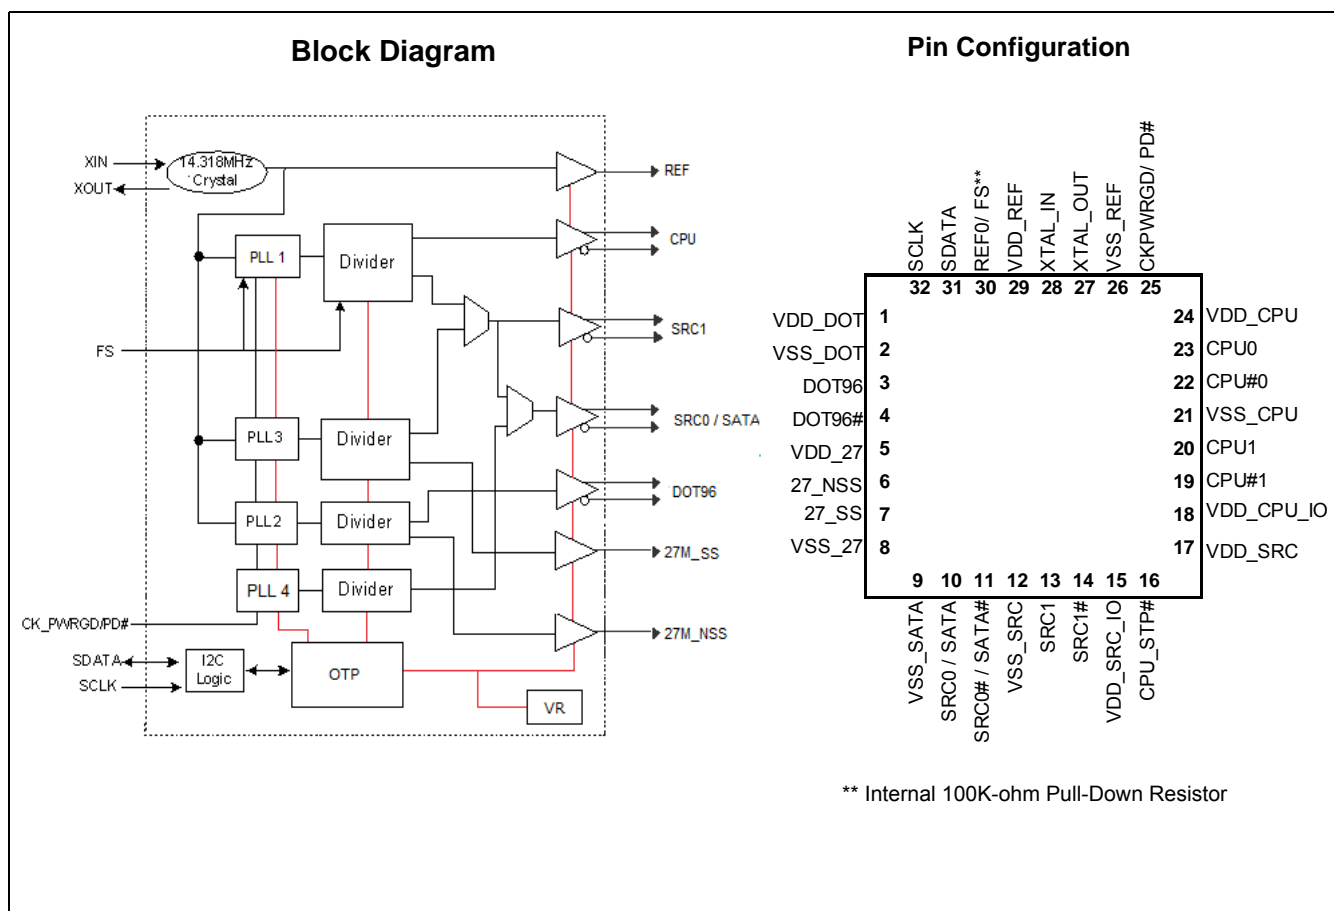 Block Diagram
XIN
XOUT
14.318MHz
Crystal
REF
CPU
PLL 1
Divider
SRC1
FS
SRC0 / SATA
PLL3
Divider
DOT96
PLL2
Divider
27M_SS
PLL 4
Divider
CK_PWRGD/PD#
27M_NSS
SDATA
SCLK
I2C
Logic
OTP
VR
Pin Configuration
SCLK
SDATA
REF0/ FS**
VDD_REF
XTAL_IN
XTAL_OUT
VSS_REF
CKPWRGD/ PD#
32 31 30 29 28 27 26 25
VDD_DOT 1
VSS_DOT 2
DOT96 3
DOT96# 4
VDD_27 5
27_NSS 6
27_SS 7
VSS_27 8
24 VDD_CPU
23 CPU0
22 CPU#0
21 VSS_CPU
20 CPU1
19 CPU#1
18 VDD_CPU_IO
17 VDD_SRC
9 10 11 12 13 14 15 16
VSS_SATA
SRC0 / SATA
SRC0# / SATA#
VSS_SRC
SRC1
SRC1#
VDD_SRC_IO
CPU_STP#
** Internal 100K-ohm Pull-Down Resistor